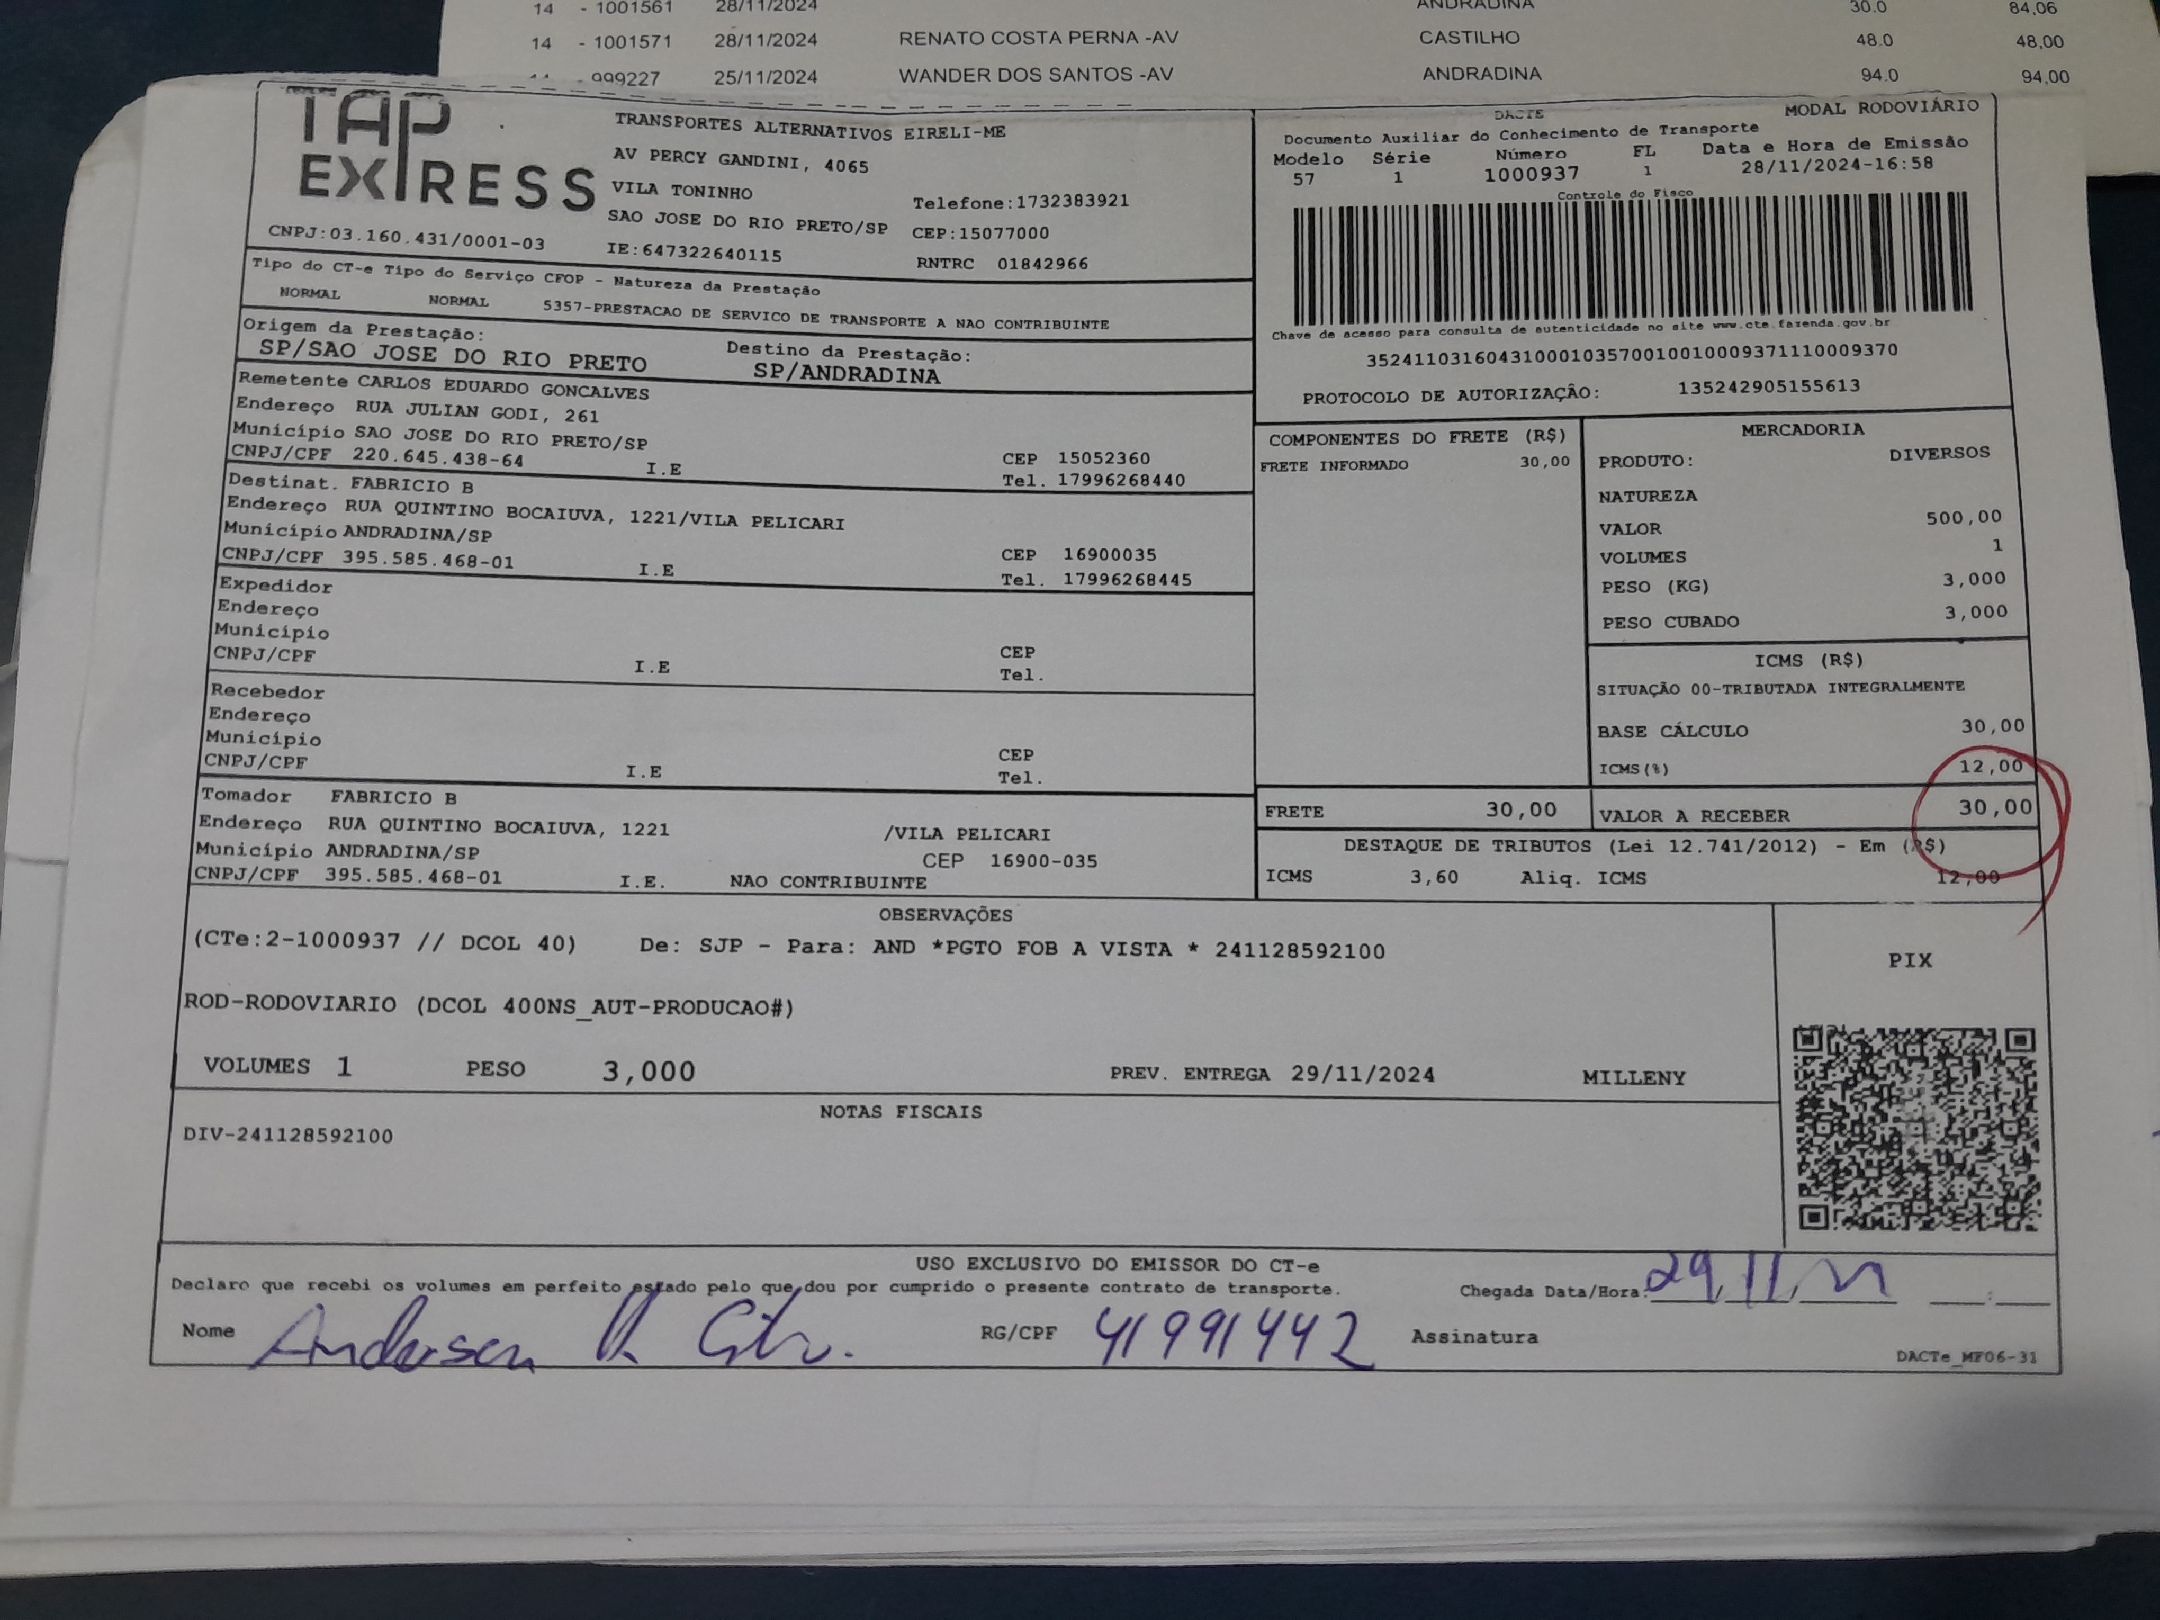 14 - 1001561 28/11/2024 ANDRADINA 30.0 84,06
14 - 1001571 28/11/2024 RENATO COSTA PERNA -AV CASTILHO 48.0 48,00
14 - 999227 25/11/2024 WANDER DOS SANTOS -AV ANDRADINA 94.0 94,00
TAP EXPRESS
TRANSPORTES ALTERNATIVOS EIRELI-ME
AV PERCY GANDINI, 4065
VILA TONINHO Telefone:1732383921
SAO JOSE DO RIO PRETO/SP CEP:15077000
CNPJ:03.160.431/0001-03 IE:647322640115 RNTRC 01842966
DACTE MODAL RODOVIÁRIO
Documento Auxiliar do Conhecimento de Transporte
Modelo Série Número FL Data e Hora de Emissão
57 1 1000937 1 28/11/2024-16:58
Controle do Fisco
Chave de acesso para consulta de autenticidade no site www.cte.fazenda.gov.br
35241103160431000103570010010009371110009370
PROTOCOLO DE AUTORIZAÇÃO: 135242905155613
Tipo do CT-e Tipo do Serviço CFOP - Natureza da Prestação
NORMAL NORMAL 5357-PRESTACAO DE SERVICO DE TRANSPORTE A NAO CONTRIBUINTE
Origem da Prestação: Destino da Prestação:
SP/SAO JOSE DO RIO PRETO SP/ANDRADINA
Remetente CARLOS EDUARDO GONCALVES
Endereço RUA JULIAN GODI, 261
Município SAO JOSE DO RIO PRETO/SP CEP 15052360
CNPJ/CPF 220.645.438-64 I.E Tel. 17996268440
Destinat. FABRICIO B
Endereço RUA QUINTINO BOCAIUVA, 1221/VILA PELICARI
Município ANDRADINA/SP CEP 16900035
CNPJ/CPF 395.585.468-01 I.E Tel. 17996268445
Expedidor
Endereço
Município CEP
CNPJ/CPF I.E Tel.
Recebedor
Endereço
Município CEP
CNPJ/CPF I.E Tel.
Tomador FABRICIO B
Endereço RUA QUINTINO BOCAIUVA, 1221 /VILA PELICARI
Município ANDRADINA/SP CEP 16900-035
CNPJ/CPF 395.585.468-01 I.E. NAO CONTRIBUINTE
COMPONENTES DO FRETE (R$)
FRETE INFORMADO 30,00
MERCADORIA
PRODUTO: DIVERSOS
NATUREZA
VALOR 500,00
VOLUMES 1
PESO (KG) 3,000
PESO CUBADO 3,000
ICMS (R$)
SITUAÇÃO 00-TRIBUTADA INTEGRALMENTE
BASE CÁLCULO 30,00
ICMS(%) 12,00
FRETE 30,00 VALOR A RECEBER 30,00
DESTAQUE DE TRIBUTOS (Lei 12.741/2012) - Em (R$)
ICMS 3,60 Aliq. ICMS 12,00
OBSERVAÇÕES
(CTe:2-1000937 // DCOL 40) De: SJP - Para: AND *PGTO FOB A VISTA * 241128592100
ROD-RODOVIARIO (DCOL 400NS_AUT-PRODUCAO#)
VOLUMES 1 PESO 3,000 PREV. ENTREGA 29/11/2024 MILLENY
PIX
NOTAS FISCAIS
DIV-241128592100
USO EXCLUSIVO DO EMISSOR DO CT-e
Declaro que recebi os volumes em perfeito estado pelo que dou por cumprido o presente contrato de transporte. Chegada Data/Hora: 29 11
Nome Anderson RG/CPF 41991442 Assinatura
DACTe_MF06-31